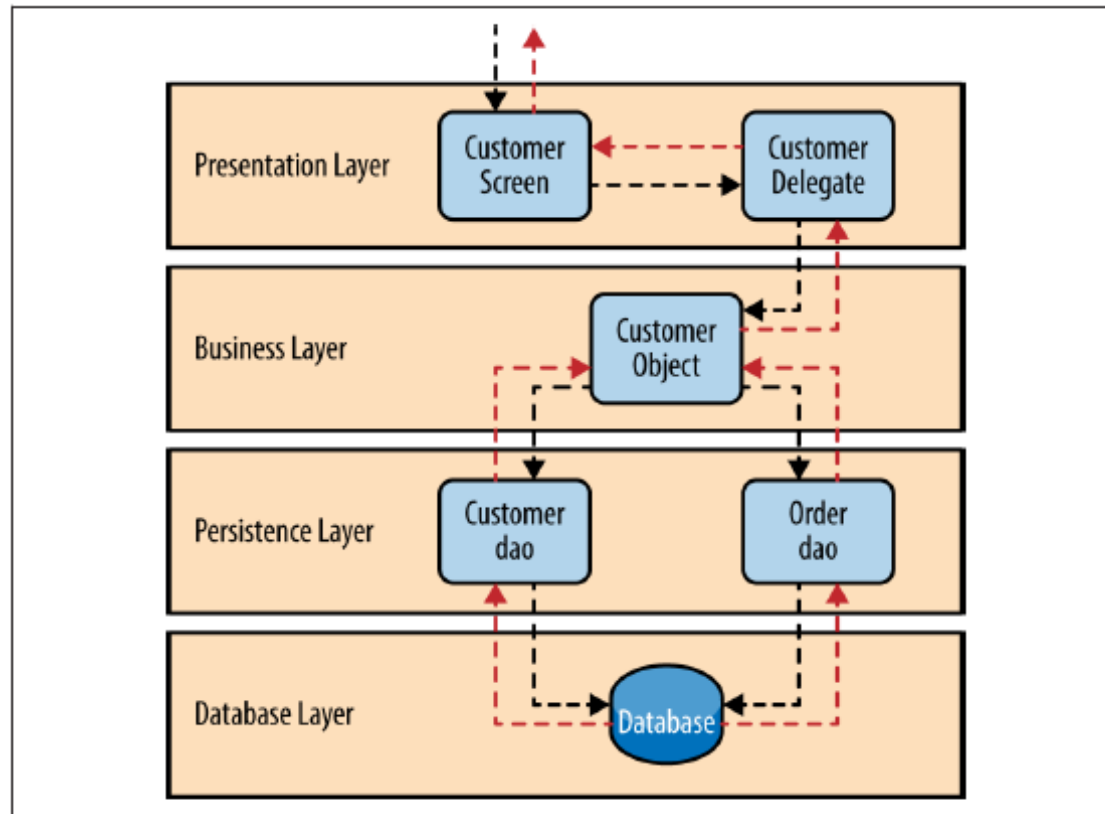 Presentation Layer
Customer
Screen
Customer
Delegate
Business Layer
Customer
Object
Persistence Layer
Customer
dao
Order
dao
Database Layer
Database